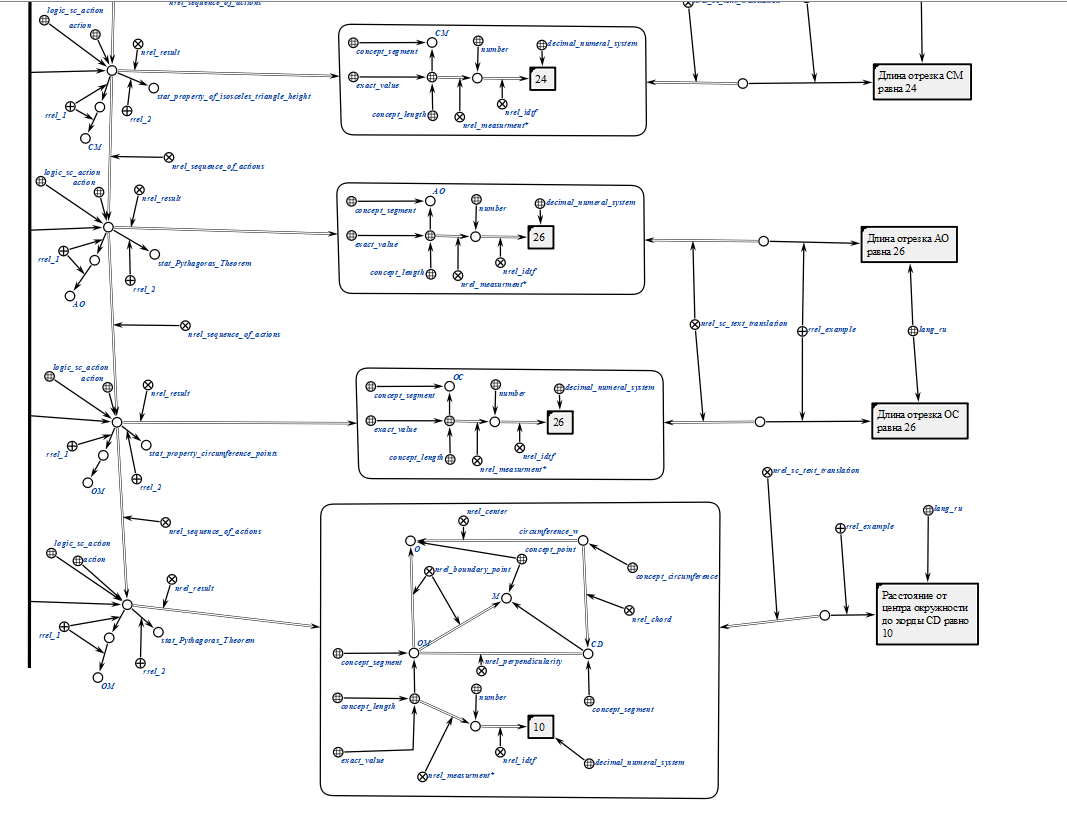 nrel_sequence_of_actions
logic_sc_action
action
nrel_result
stat_property_of_isosceles_triangle_height
rrel_1
rrel_2
CM
CM
concept_segment
number
decimal_numeral_system
exact_value
24
concept_length
nrel_idtf
nrel_measurment*
Длина отрезка CM
равна 24
nrel_sequence_of_actions
logic_sc_action
action
nrel_result
rrel_1
stat_Pythagoras_Theorem
rrel_2
AO
AO
concept_segment
number
decimal_numeral_system
exact_value
26
concept_length
nrel_idtf
nrel_measurment*
Длина отрезка AO
равна 26
nrel_sc_text_translation
rrel_example
lang_ru
nrel_sequence_of_actions
logic_sc_action
action
nrel_result
rrel_1
stat_property_circumference_points
rrel_2
OM
OC
concept_segment
number
decimal_numeral_system
exact_value
26
concept_length
nrel_idtf
nrel_measurment*
Длина отрезка OC
равна 26
nrel_sequence_of_actions
logic_sc_action
action
nrel_result
rrel_1
stat_Pythagoras_Theorem
rrel_2
OM
nrel_center
circumference_w
O
concept_point
nrel_boundary_point
concept_circumference
M
nrel_chord
OM
CD
concept_segment
nrel_perpendicularity
concept_length
number
concept_segment
10
exact_value
nrel_idtf
decimal_numeral_system
nrel_measurment*
nrel_sc_text_translation
rrel_example
lang_ru
Расстояние от
центра окружности
до хорды CD равно
10